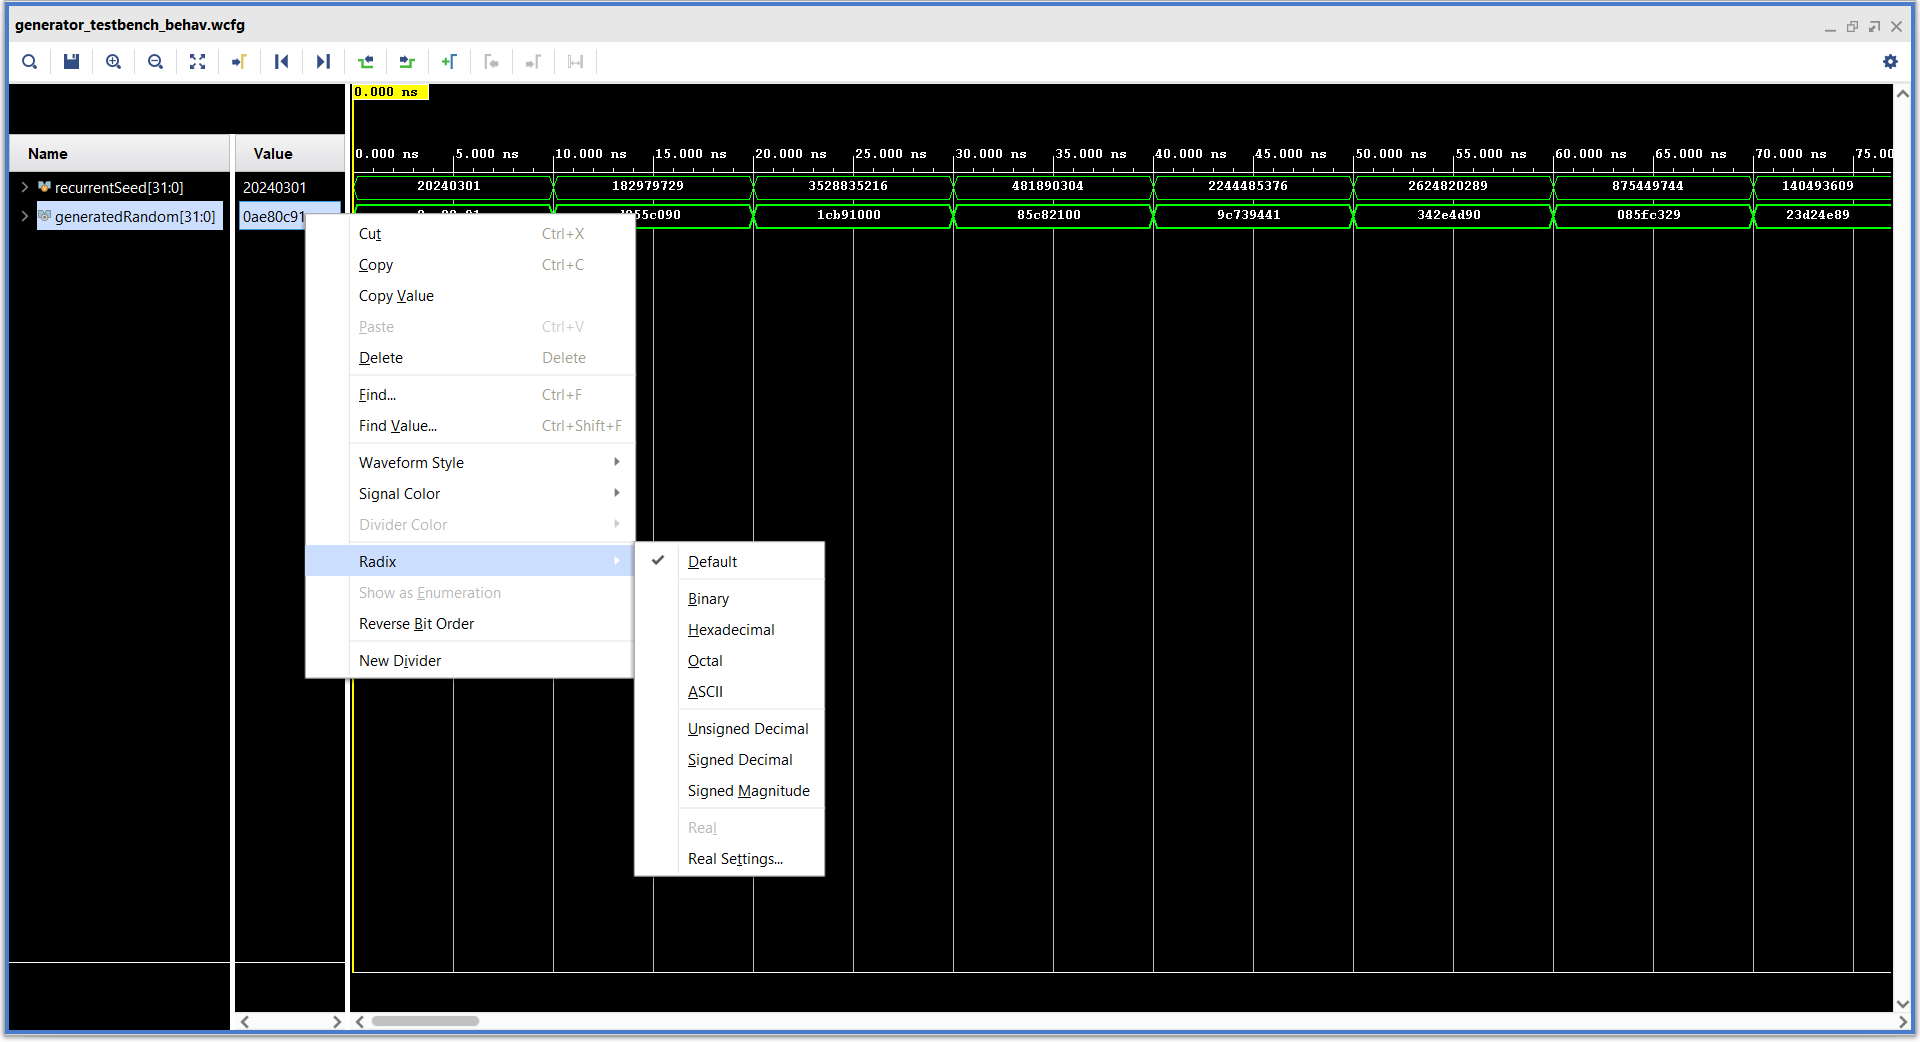 generator_testbench_behav.wcfg
0.000 ns
Name
Value
0.000 ns 5.000 ns 10.000 ns 15.000 ns 20.000 ns 25.000 ns 30.000 ns 35.000 ns 40.000 ns 45.000 ns 50.000 ns 55.000 ns 60.000 ns 65.000 ns 70.000 ns 75.00
recurrentSeed[31:0] 20240301 20240301 182979729 3528835216 481890304 2244485376 2624820289 875449744 140493609
generatedRandom[31:0] 0ae80c91 1cb91000 85c82100 9c739441 342e4d90 085fc329 23d24e89
Cut Ctrl+X
Copy Ctrl+C
Copy Value
Paste Ctrl+V
Delete Delete
Find... Ctrl+F
Find Value... Ctrl+Shift+F
Waveform Style
Signal Color
Divider Color
Radix
Show as Enumeration
Reverse Bit Order
New Divider
Default
Binary
Hexadecimal
Octal
ASCII
Unsigned Decimal
Signed Decimal
Signed Magnitude
Real
Real Settings...